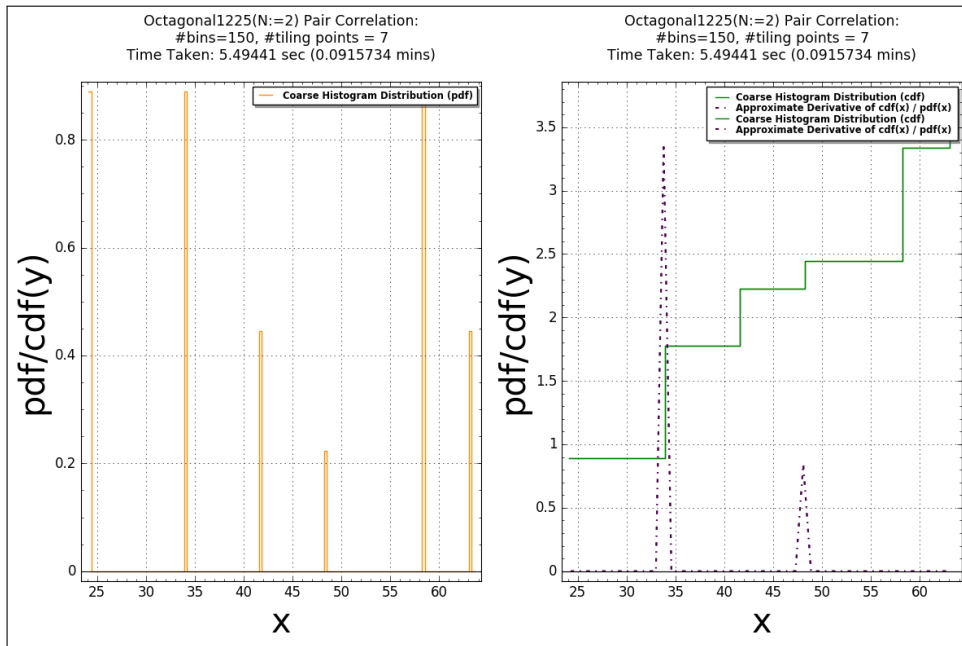 Octagonal1225(N:=2) Pair Correlation:
#bins=150, #tiling points = 7
Time Taken: 5.49441 sec (0.0915734 mins)
Coarse Histogram Distribution (pdf)
0.8
0.6
0.4
0.2
0
pdf/cdf(y)
25 30 35 40 45 50 55 60
x
Octagonal1225(N:=2) Pair Correlation:
#bins=150, #tiling points = 7
Time Taken: 5.49441 sec (0.0915734 mins)
Coarse Histogram Distribution (cdf)
Approximate Derivative of cdf(x) / pdf(x)
Coarse Histogram Distribution (cdf)
Approximate Derivative of cdf(x) / pdf(x)
3.5
3
2.5
2
1.5
1
0.5
0
pdf/cdf(y)
25 30 35 40 45 50 55 60
x